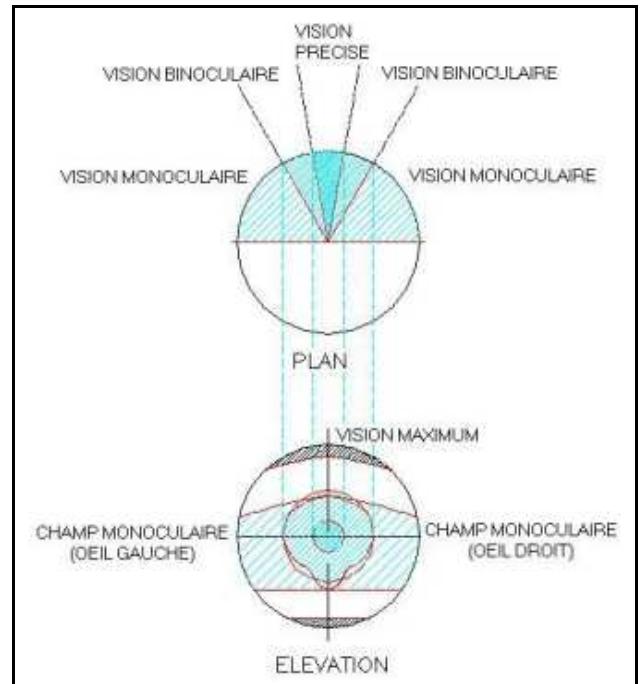 VISION
PRECISE
VISION BINOCULAIRE
VISION BINOCULAIRE
VISION MONOCULAIRE
VISION MONOCULAIRE
PLAN
VISION MAXIMUM
CHAMP MONOCULAIRE
(OEIL GAUCHE)
CHAMP MONOCULAIRE
(OEIL DROIT)
ELEVATION